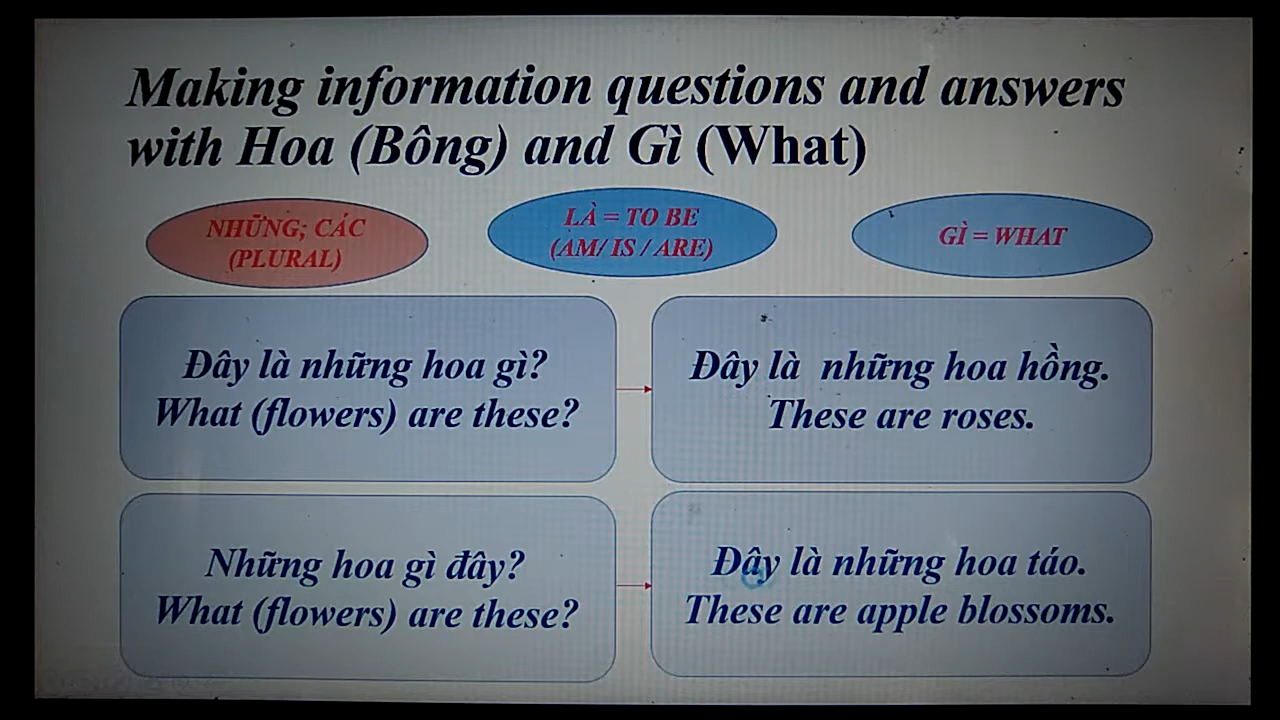 Making information questions and answers
with Hoa (Bông) and Gì (What)
NHỮNG; CÁC
(PLURAL)
LÀ = TO BE
(AM/ IS / ARE)
GÌ = WHAT
Đây là những hoa gì?
What (flowers) are these?
Đây là những hoa hồng.
These are roses.
Những hoa gì đây?
What (flowers) are these?
Đây là những hoa táo.
These are apple blossoms.